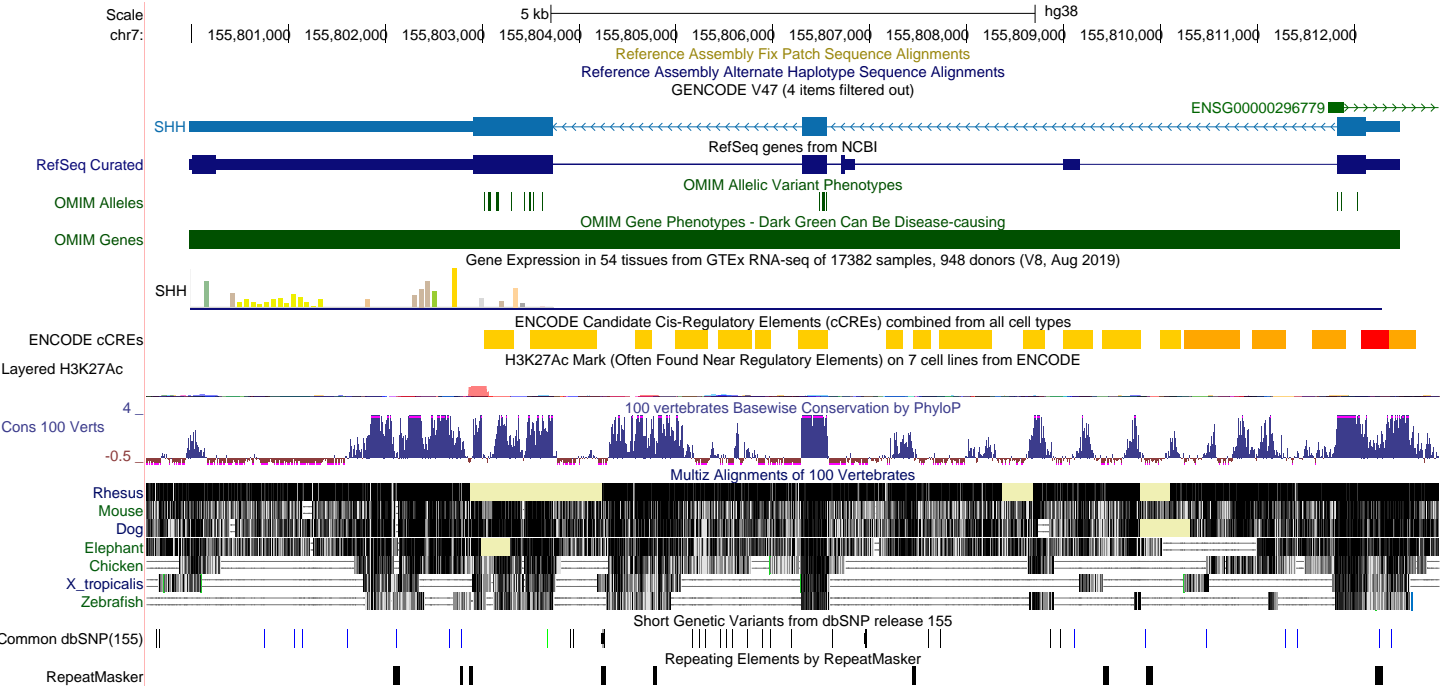 Scale 5 kb hg38
chr7: 155,801,000 155,802,000 155,803,000 155,804,000 155,805,000 155,806,000 155,807,000 155,808,000 155,809,000 155,810,000 155,811,000 155,812,000
Reference Assembly Fix Patch Sequence Alignments
Reference Assembly Alternate Haplotype Sequence Alignments
GENCODE V47 (4 items filtered out)
ENSG00000296779
SHH
RefSeq genes from NCBI
RefSeq Curated
OMIM Allelic Variant Phenotypes
OMIM Alleles
OMIM Gene Phenotypes - Dark Green Can Be Disease-causing
OMIM Genes
Gene Expression in 54 tissues from GTEx RNA-seq of 17382 samples, 948 donors (V8, Aug 2019)
SHH
ENCODE Candidate Cis-Regulatory Elements (cCREs) combined from all cell types
ENCODE cCREs
H3K27Ac Mark (Often Found Near Regulatory Elements) on 7 cell lines from ENCODE
Layered H3K27Ac
100 vertebrates Basewise Conservation by PhyloP
4 _
Cons 100 Verts
-0.5 _
Multiz Alignments of 100 Vertebrates
Rhesus
Mouse
Dog
Elephant
Chicken
X_tropicalis
Zebrafish
Short Genetic Variants from dbSNP release 155
Common dbSNP(155)
Repeating Elements by RepeatMasker
RepeatMasker